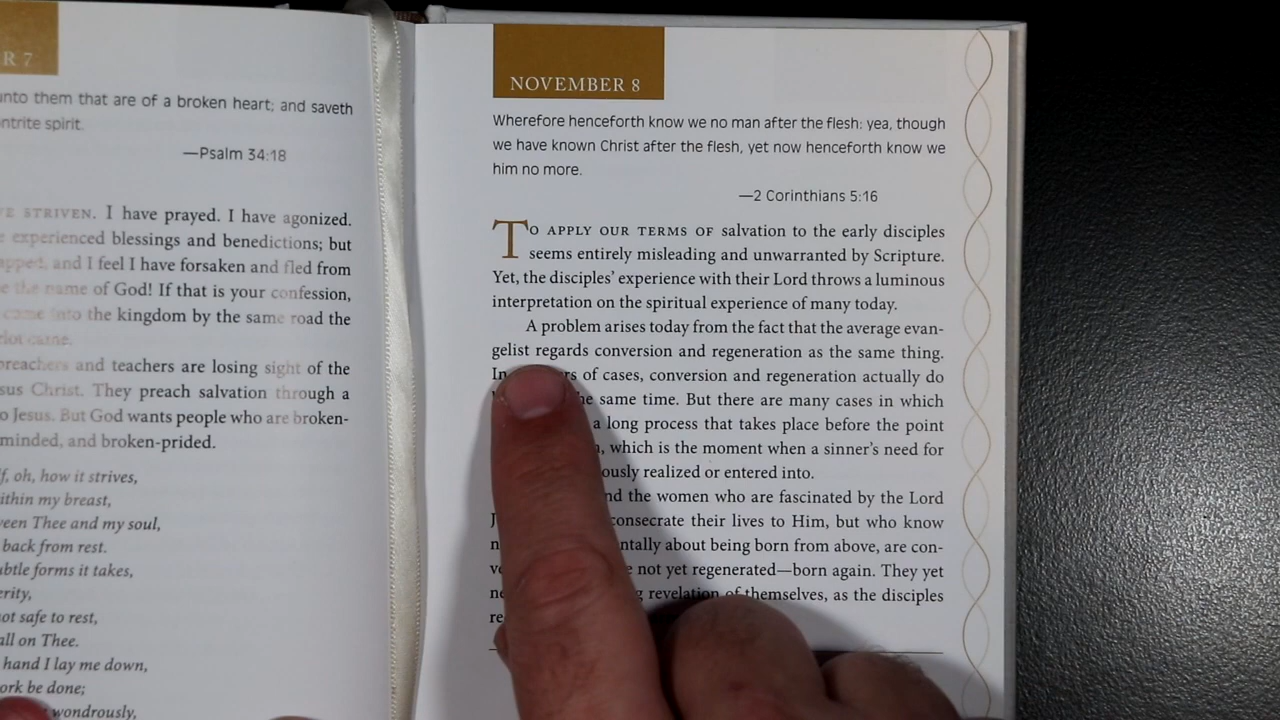 R 7
unto them that are of a broken heart; and saveth
ntrite spirit.
—Psalm 34:18
E STRIVEN. I have prayed. I have agonized.
experienced blessings and benedictions; but
apped, and I feel I have forsaken and fled from
e the name of God! If that is your confession,
came into the kingdom by the same road the
riot came.
preachers and teachers are losing sight of the
sus Christ. They preach salvation through a
o Jesus. But God wants people who are broken-
minded, and broken-prided.
f, oh, how it strives,
ithin my breast,
veen Thee and my soul,
back from rest.
ubtle forms it takes,
erity,
ot safe to rest,
all on Thee.
hand I lay me down,
ork be done;
wondrously,
NOVEMBER 8
Wherefore henceforth know we no man after the flesh: yea, though
we have known Christ after the flesh, yet now henceforth know we
him no more.
—2 Corinthians 5:16
TO APPLY OUR TERMS OF salvation to the early disciples
seems entirely misleading and unwarranted by Scripture.
Yet, the disciples’ experience with their Lord throws a luminous
interpretation on the spiritual experience of many today.
A problem arises today from the fact that the average evan-
gelist regards conversion and regeneration as the same thing.
In rs of cases, conversion and regeneration actually do
he same time. But there are many cases in which
a long process that takes place before the point
, which is the moment when a sinner’s need for
ously realized or entered into.
nd the women who are fascinated by the Lord
J consecrate their lives to Him, but who know
n ntally about being born from above, are con-
ve not yet regenerated—born again. They yet
ne g revelation of themselves, as the disciples
re